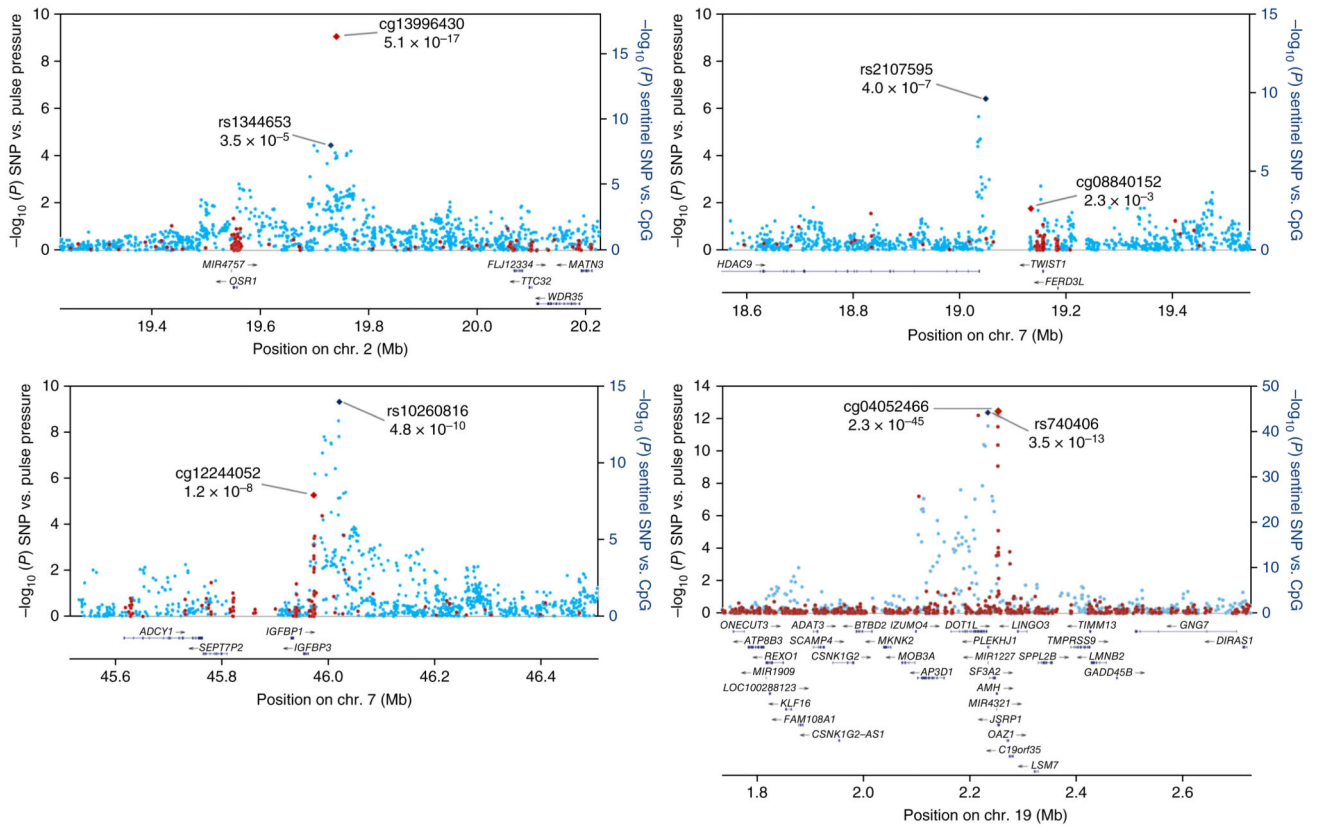 –log10 (P) SNP vs. pulse pressure
14
12
10
8
6
4
2
0
cg13996430
5.1 × 10–17
rs1344653
3.5 × 10–5
15
10
5
0
–log10 (P) sentinel SNP vs. CpG
MIR4757
OSR1
FLJ12334
MATN3
TTC32
WDR35
19.4 19.6 19.8 20.0 20.2
Position on chr. 2 (Mb)
–log10 (P) SNP vs. pulse pressure
10
8
6
4
2
0
rs2107595
4.0 × 10–7
cg08840152
2.3 × 10–3
15
10
5
0
–log10 (P) sentinel SNP vs. CpG
HDAC9
TWIST1
FERD3L
18.6 18.8 19.0 19.2 19.4
Position on chr. 7 (Mb)
–log10 (P) SNP vs. pulse pressure
10
8
6
4
2
0
rs10260816
4.8 × 10–10
cg12244052
1.2 × 10–8
15
10
5
0
–log10 (P) sentinel SNP vs. CpG
ADCY1
IGFBP1
SEPT7P2
IGFBP3
45.6 45.8 46.0 46.2 46.4
Position on chr. 7 (Mb)
–log10 (P) SNP vs. pulse pressure
14
12
10
8
6
4
2
0
cg04052466
2.3 × 10–45
rs740406
3.5 × 10–13
50
40
30
20
10
0
–log10 (P) sentinel SNP vs. CpG
ONECUT3 ADAT3 BTBD2 IZUMO4 DOT1L LINGO3 TIMM13 GNG7
ATP8B3 SCAMP4 MKNK2 PLEKHJ1 TMPRSS9 DIRAS1
REXO1 CSNK1G2 MOB3A MIR1227 SPPL2B LMNB2
MIR1909 AP3D1 SF3A2 GADD45B
LOC100288123 AMH
KLF16 MIR4321
FAM108A1 JSRP1
CSNK1G2–AS1 OAZ1
C19orf35
LSM7
1.8 2.0 2.2 2.4 2.6
Position on chr. 19 (Mb)